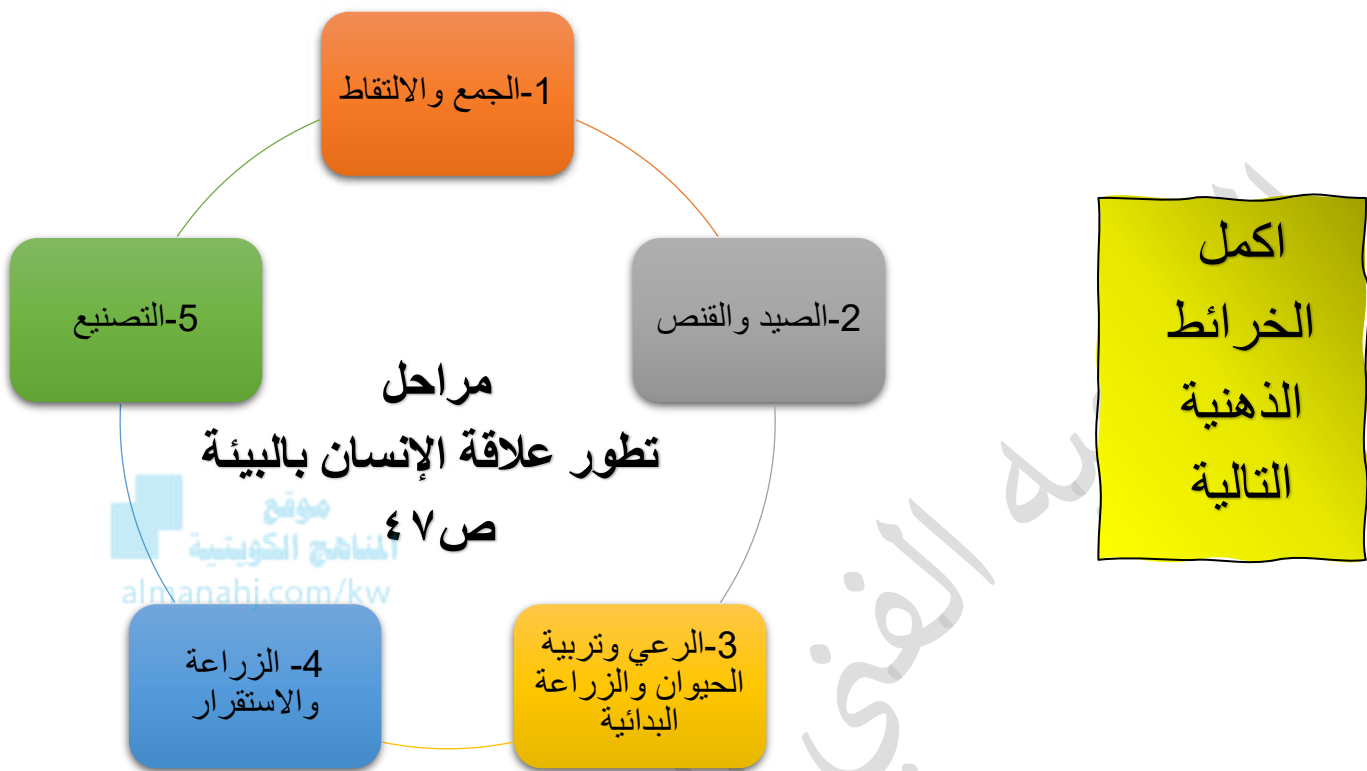 اكمل
الخرائط
الذهنية
التالية
1-الجمع والالتقاط
2-الصيد والقنص
3-الرعي وتربية
الحيوان والزراعة
البدائية
4- الزراعة
والاستقرار
5-التصنيع
مراحل
تطور علاقة الإنسان بالبيئة
ص٤٧
موقع
المناهج الكويتية
almanahj.com/kw